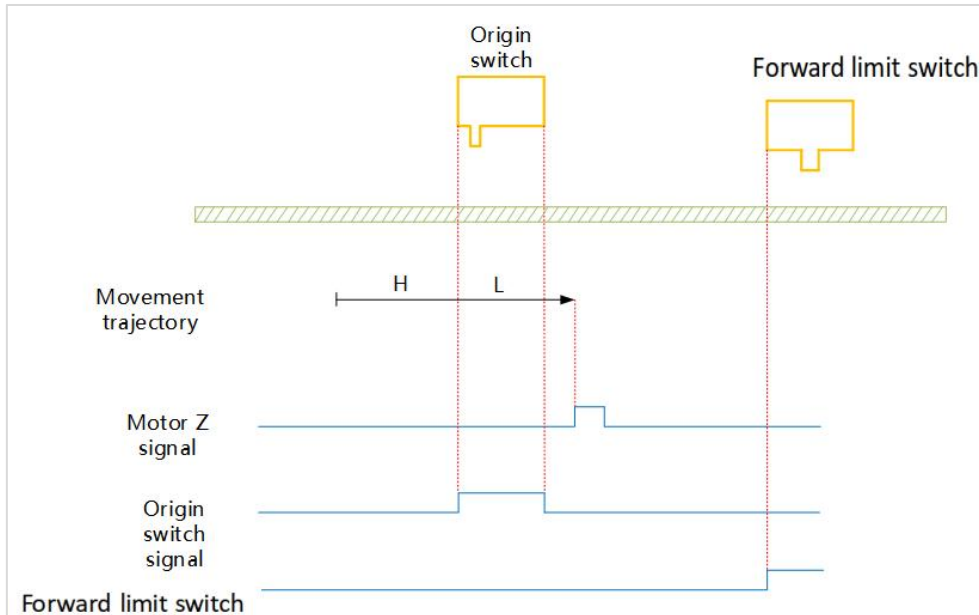 Origin
switch
Forward limit switch
H
L
Movement
trajectory
Motor Z
signal
Origin
switch
signal
Forward limit switch